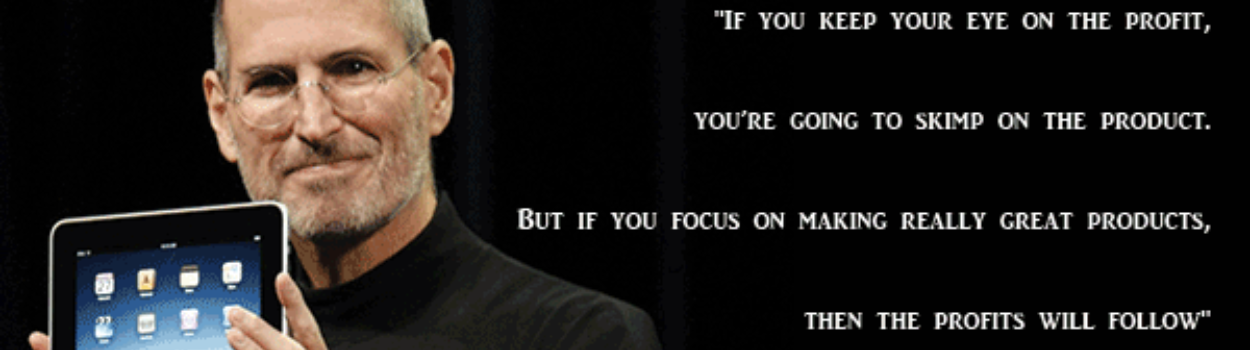 "If you keep your eye on the profit,
you're going to skimp on the product.
But if you focus on making really great products,
then the profits will follow"